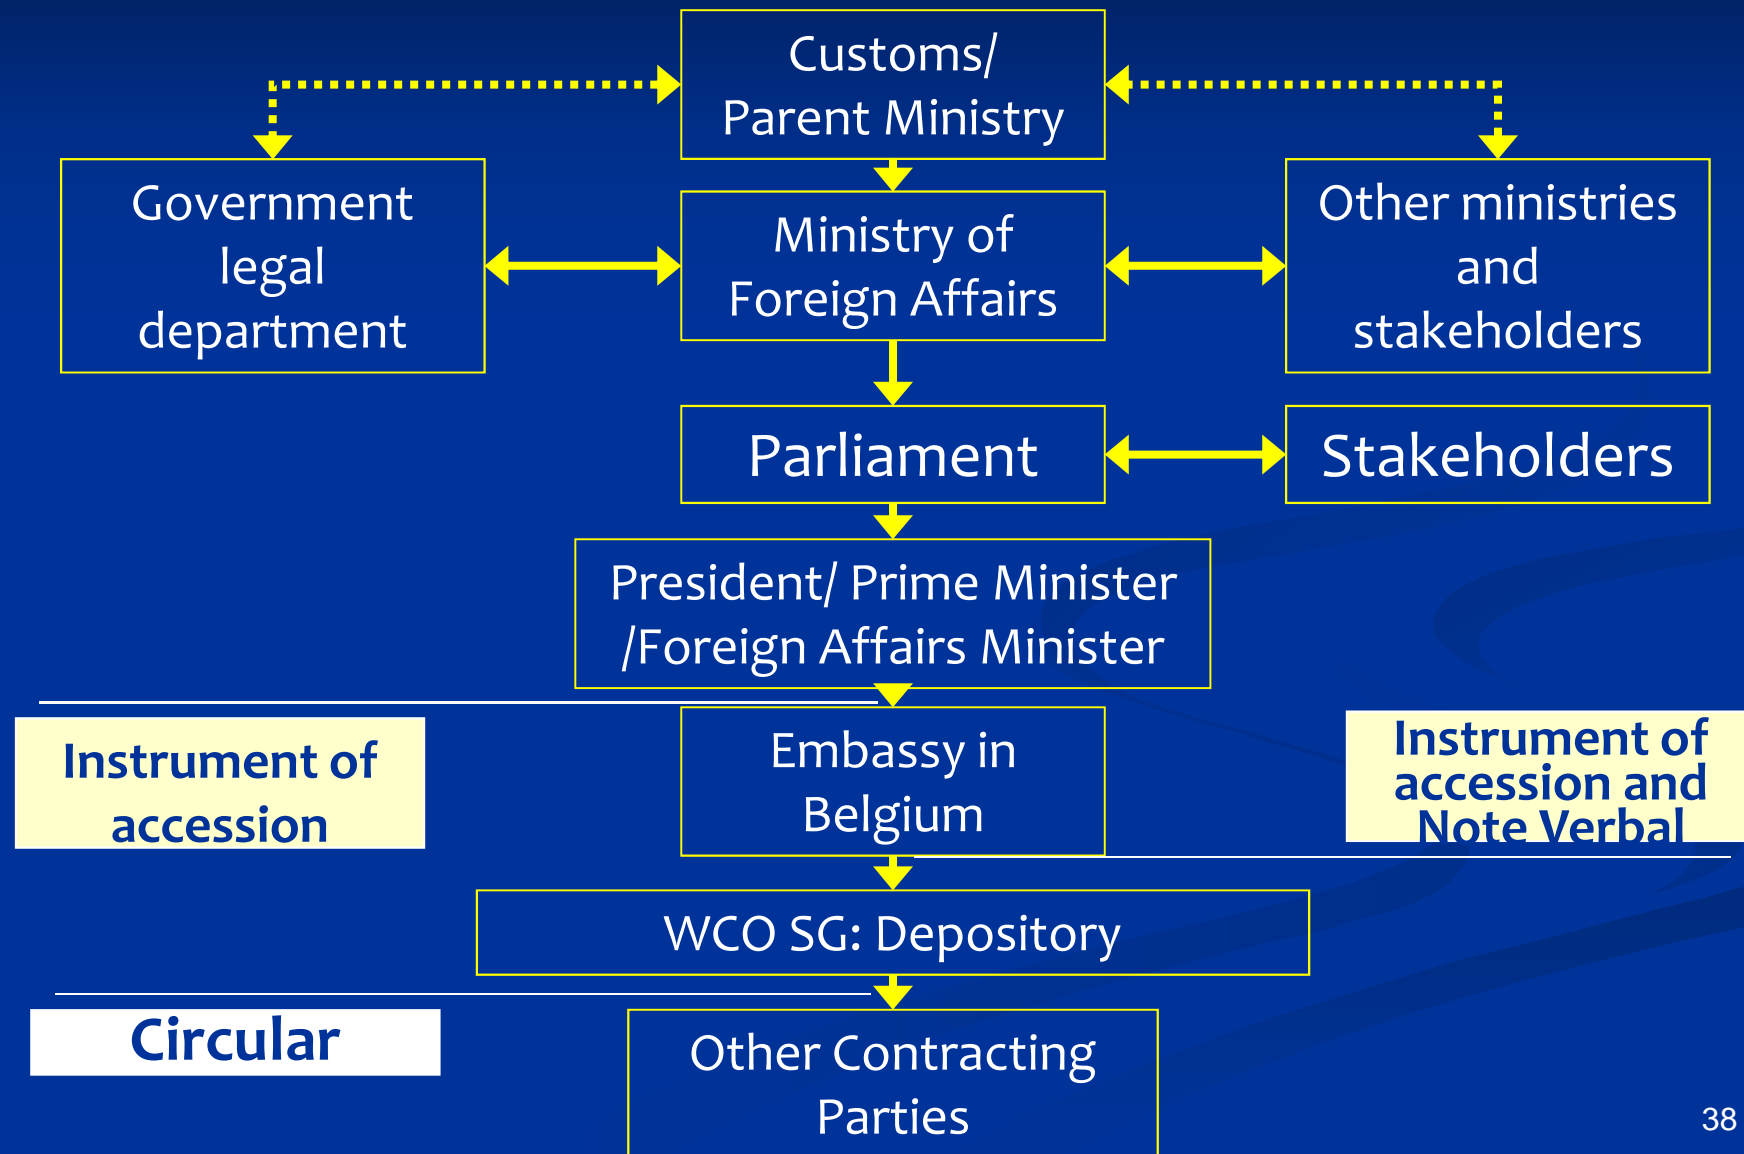 Customs/
Parent Ministry
Government
legal
department
Ministry of
Foreign Affairs
Other ministries
and
stakeholders
Parliament
Stakeholders
President/ Prime Minister
/Foreign Affairs Minister
Instrument of
accession
Embassy in
Belgium
Instrument of
accession and
Note Verbal
WCO SG: Depository
Circular
Other Contracting
Parties
38